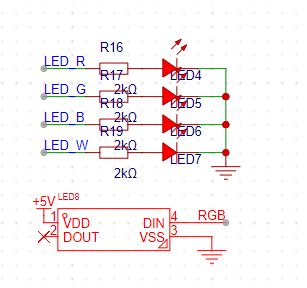 R16
LED_R
R17
LED4
2kΩ
LED_G
R18
LED5
2kΩ
LED_B
R19
LED6
2kΩ
LED_W
LED7
2kΩ
+5V LED8
1 VDD DIN 4 RGB
2 DOUT VSS 3